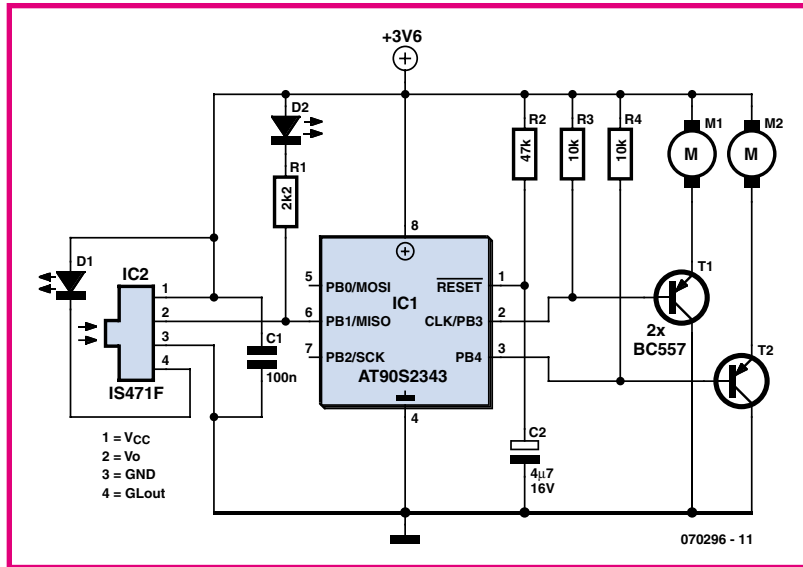 +3V6
D2
R1
2k2
R2
47k
R3
10k
R4
10k
M1
M
M2
M
D1
IC2
1
2
3
4
IS471F
1 = VCC
2 = Vo
3 = GND
4 = GLout
C1
100n
8
5
PB0/MOSI
6
PB1/MISO
7
PB2/SCK
IC1
RESET
1
CLK/PB3
2
PB4
3
AT90S2343
4
C2
4µ7
16V
T1
2x
BC557
T2
070296 - 11